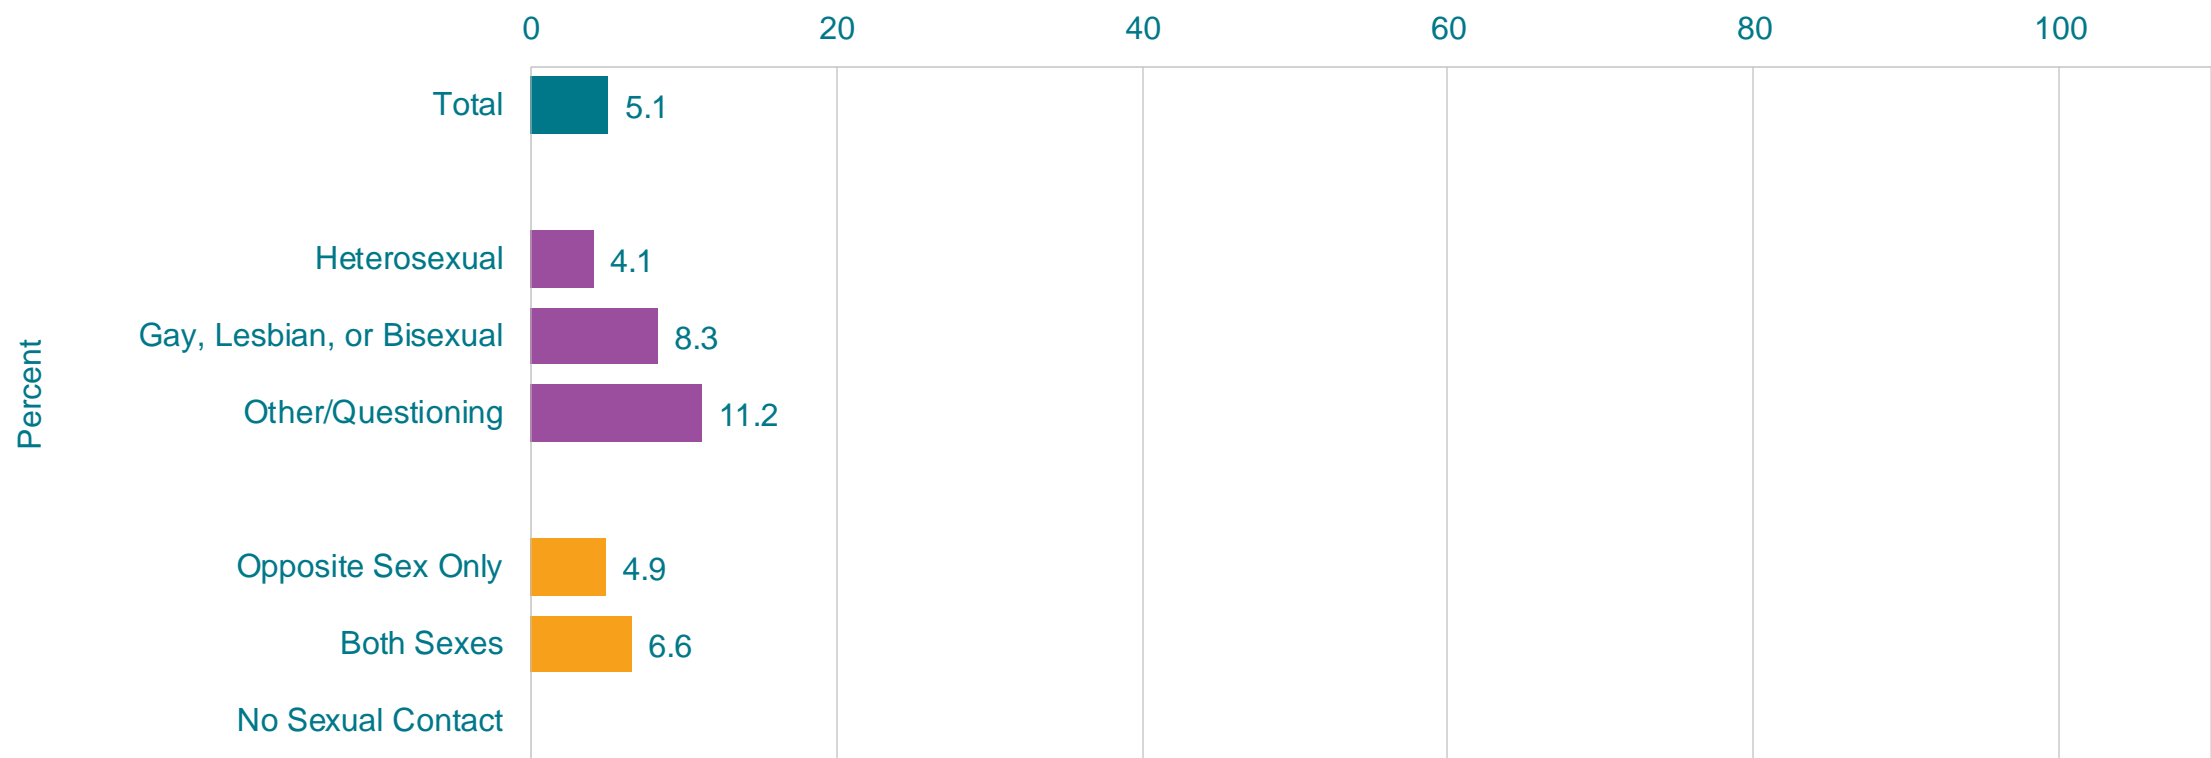 0 20 40 60 80 100
Total 5.1
Heterosexual 4.1
Gay, Lesbian, or Bisexual 8.3
Other/Questioning 11.2
Opposite Sex Only 4.9
Both Sexes 6.6
No Sexual Contact
Percent